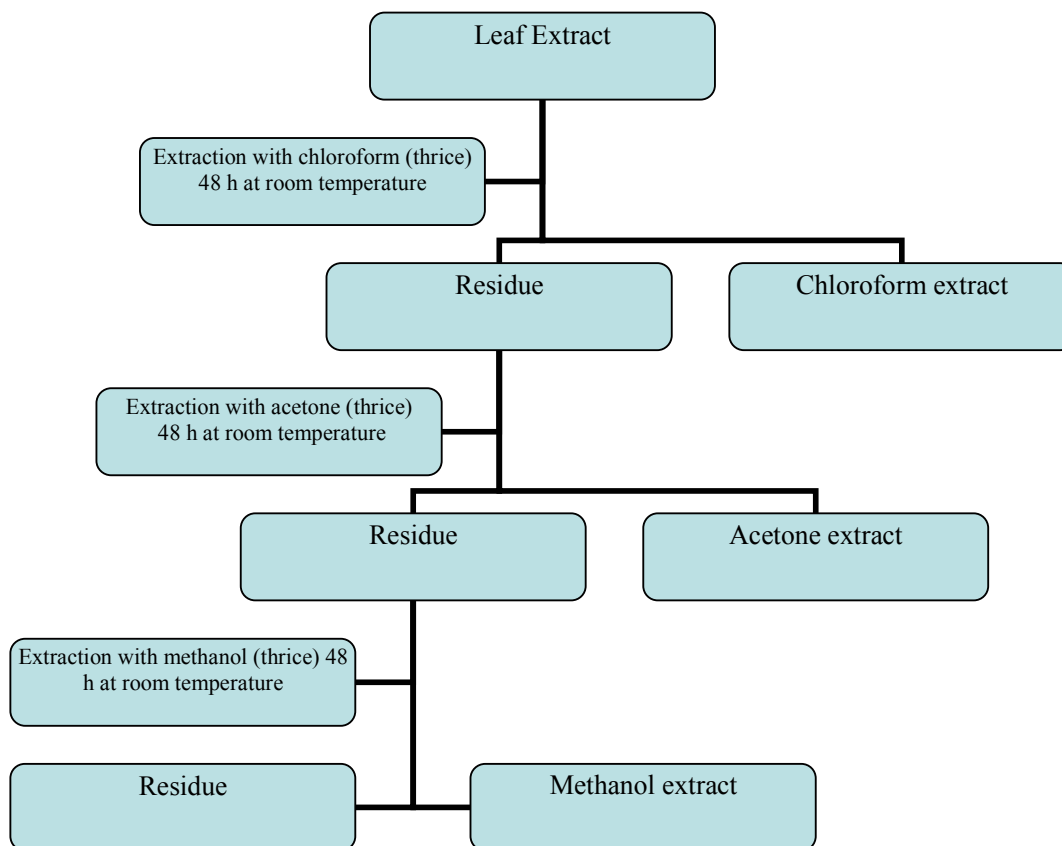 Leaf Extract
Extraction with chloroform (thrice)
48 h at room temperature
Residue
Chloroform extract
Extraction with acetone (thrice)
48 h at room temperature
Residue
Acetone extract
Extraction with methanol (thrice) 48
h at room temperature
Residue
Methanol extract